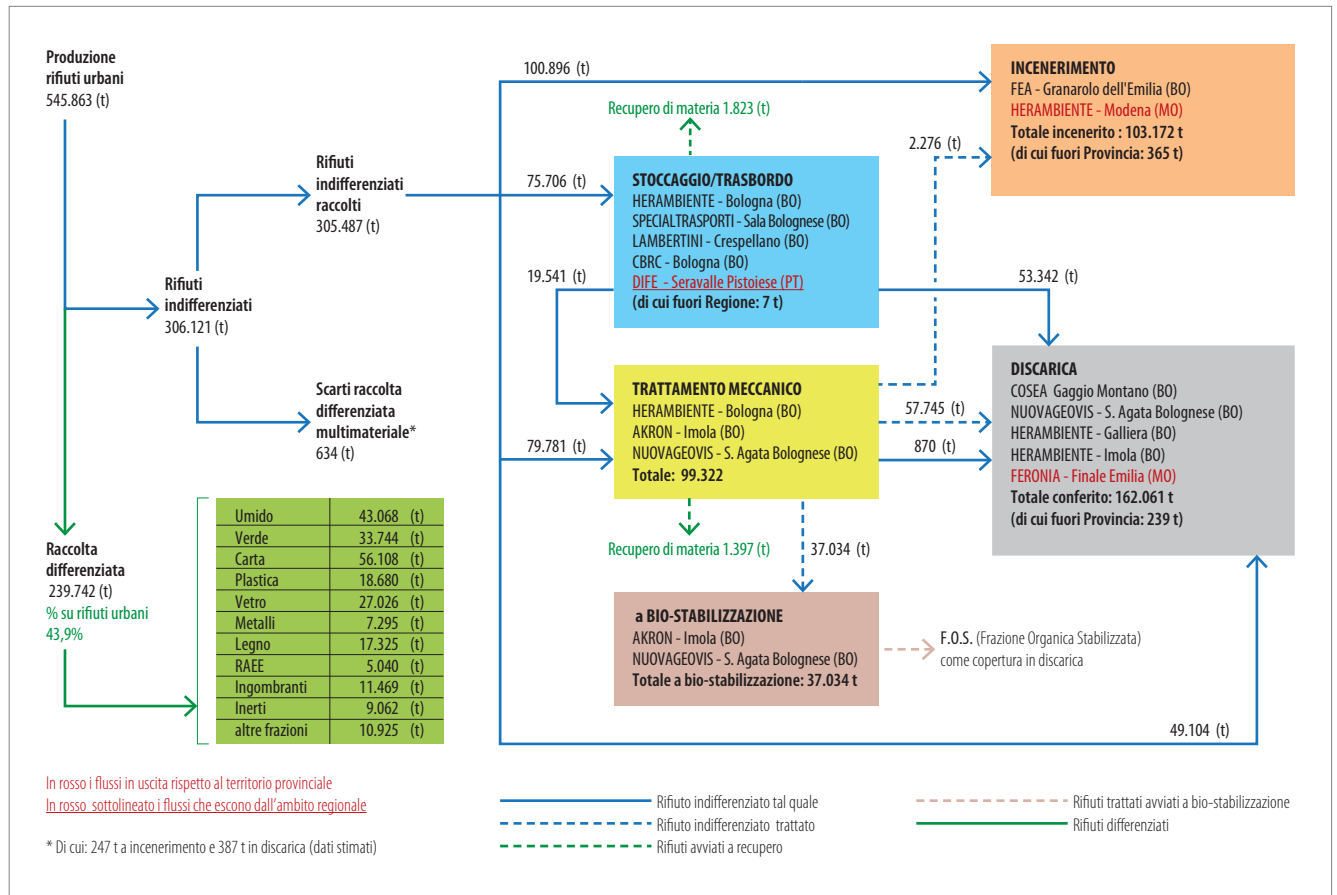 Produzione
rifiuti urbani
545.863 (t)
Rifiuti
indifferenziati
306.121 (t)
Rifiuti
indifferenziati
raccolti
305.487 (t)
Scarti raccolta
differenziata
multimateriale*
634 (t)
Raccolta
differenziata
239.742 (t)
% su rifiuti urbani
43,9%
Umido 43.068 (t)
Verde 33.744 (t)
Carta 56.108 (t)
Plastica 18.680 (t)
Vetro 27.026 (t)
Metalli 7.295 (t)
Legno 17.325 (t)
RAEE 5.040 (t)
Ingombranti 11.469 (t)
Inerti 9.062 (t)
altre frazioni 10.925 (t)
100.896 (t)
Recupero di materia 1.823 (t)
75.706 (t)
STOCCAGGIO/TRASBORDO
HERAMBIENTE - Bologna (BO)
SPECIALTRASPORTI - Sala Bolognese (BO)
LAMBERTINI - Crespellano (BO)
CBRC - Bologna (BO)
DIFE - Seravalle Pistoiese (PT)
(di cui fuori Regione: 7 t)
19.541 (t)
79.781 (t)
TRATTAMENTO MECCANICO
HERAMBIENTE - Bologna (BO)
AKRON - Imola (BO)
NUOVAGEOVIS - S. Agata Bolognese (BO)
Totale: 99.322
Recupero di materia 1.397 (t)
37.034 (t)
a BIO-STABILIZZAZIONE
AKRON - Imola (BO)
NUOVAGEOVIS - S. Agata Bolognese (BO)
Totale a bio-stabilizzazione: 37.034 t
F.O.S. (Frazione Organica Stabilizzata)
come copertura in discarica
INCENERIMENTO
FEA - Granarolo dell'Emilia (BO)
HERAMBIENTE - Modena (MO)
Totale incenerito : 103.172 t
(di cui fuori Provincia: 365 t)
2.276 (t)
53.342 (t)
57.745 (t)
870 (t)
DISCARICA
COSEA Gaggio Montano (BO)
NUOVAGEOVIS - S. Agata Bolognese (BO)
HERAMBIENTE - Galliera (BO)
HERAMBIENTE - Imola (BO)
FERONIA - Finale Emilia (MO)
Totale conferito: 162.061 t
(di cui fuori Provincia: 239 t)
49.104 (t)
In rosso i flussi in uscita rispetto al territorio provinciale
In rosso sottolineato i flussi che escono dall'ambito regionale
* Di cui: 247 t a incenerimento e 387 t in discarica (dati stimati)
Rifiuto indifferenziato tal quale
Rifiuto indifferenziato trattato
Rifiuti avviati a recupero
Rifiuti trattati avviati a bio-stabilizzazione
Rifiuti differenziati